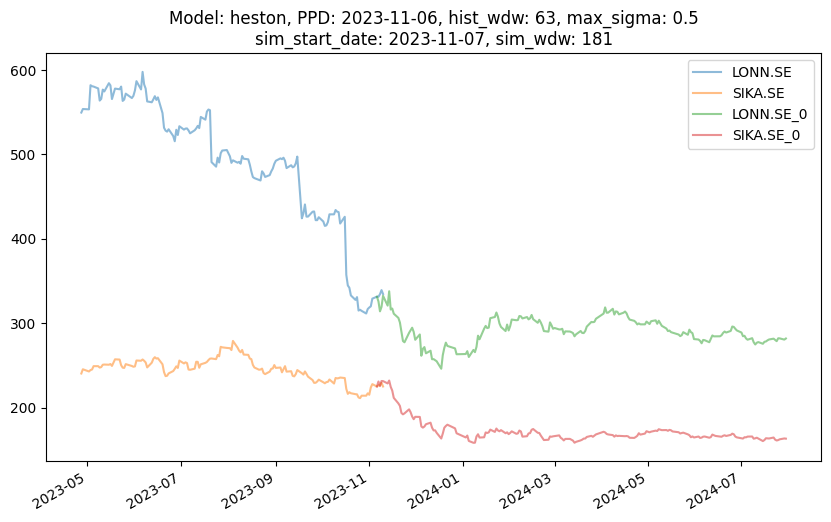 Model: heston, PPD: 2023-11-06, hist_wdw: 63, max_sigma: 0.5
sim_start_date: 2023-11-07, sim_wdw: 181
LONN.SE
SIKA.SE
LONN.SE_0
SIKA.SE_0
600
500
400
300
200
2023-05
2023-07
2023-09
2023-11
2024-01
2024-03
2024-05
2024-07